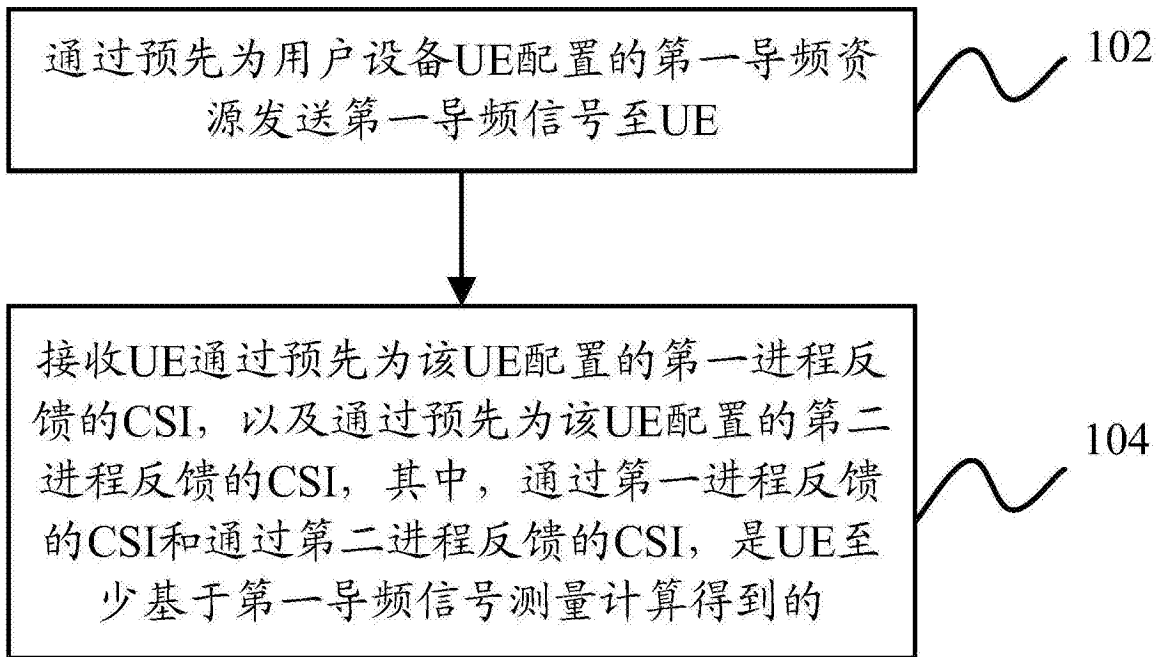 通过预先为用户设备UE配置的第一导频资
源发送第一导频信号至UE
102
接收UE通过预先为该UE配置的第一进程反
馈的CSI，以及通过预先为该UE配置的第二
进程反馈的CSI，其中，通过第一进程反馈
的CSI和通过第二进程反馈的CSI，是UE至
少基于第一导频信号测量计算得到的
104